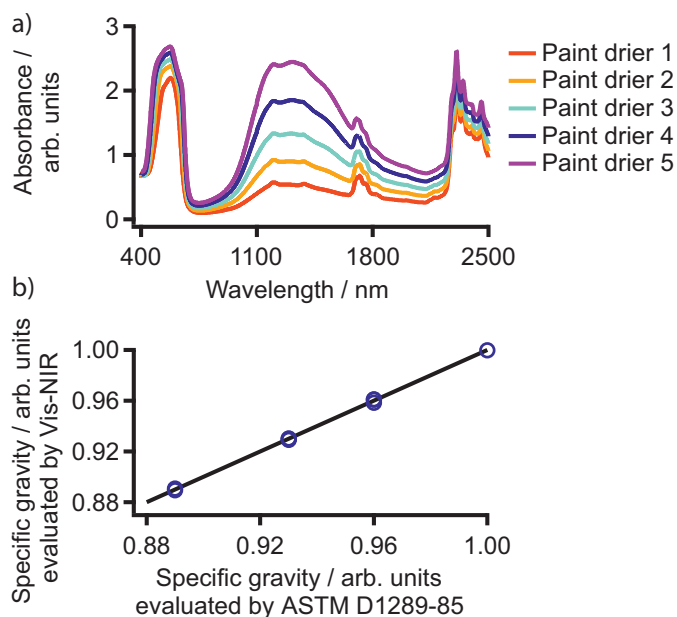 a)
Absorbance /
arb. units
3
2
1
0
400
1100
1800
2500
Wavelength / nm
Paint drier 1
Paint drier 2
Paint drier 3
Paint drier 4
Paint drier 5
b)
Specific gravity / arb. units
evaluated by Vis-NIR
1.00
0.96
0.92
0.88
0.88
0.92
0.96
1.00
Specific gravity / arb. units
evaluated by ASTM D1289-85